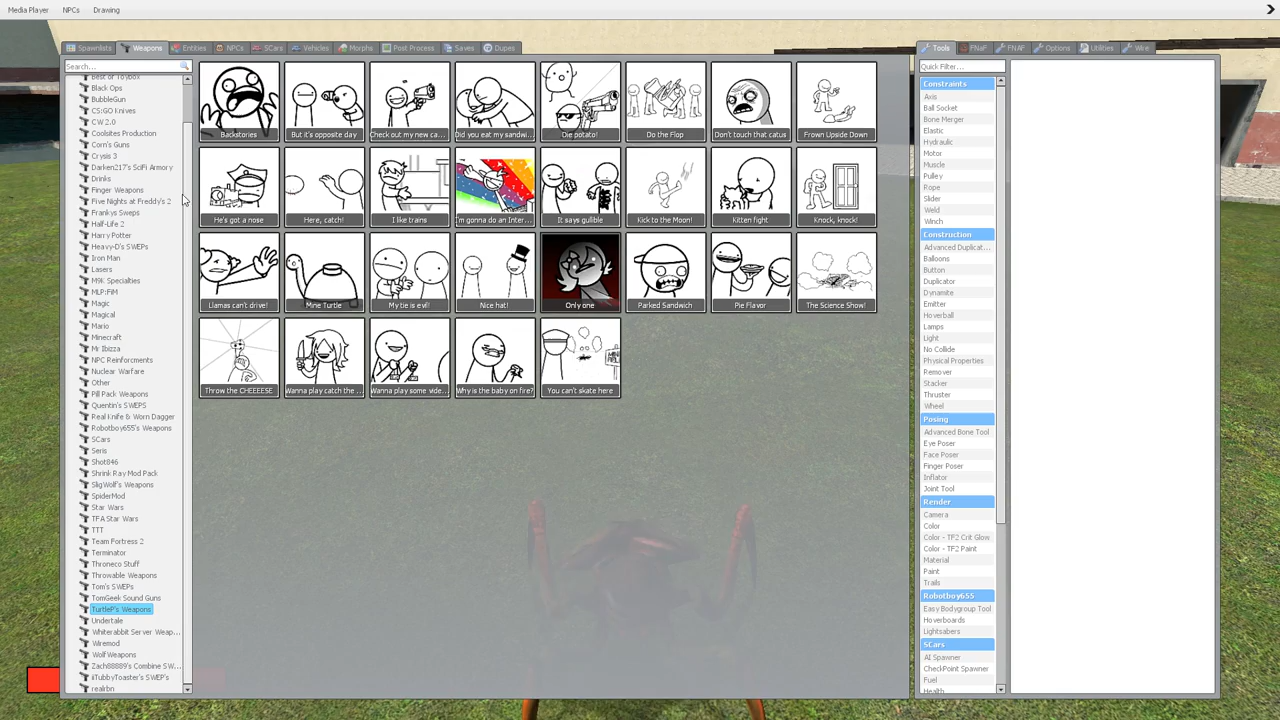 Media Player NPCs Drawing
Spawnlists Weapons Entities NPCs SCars Vehicles Morphs Post Process Saves Dupes
Search...
Best of Toybox
Black Ops
BubbleGun
CS:GO Knives
CW 2.0
Coolsites Production
Corn's Guns
Crysis 3
Darken217's SciFi Armory
Drinks
Finger Weapons
Five Nights at Freddy's 2
Frankys Sweps
Half-Life 2
Harry Potter
Heavy-D'S SWEPs
Iron Man
Lasers
M9K Specialties
MLP:FiM
Magic
Magical
Mario
Minecraft
Mr Ibizza
NPC Reinforcments
Nuclear Warfare
Other
Pill Pack Weapons
Quentin's SWEPS
Real Knife & Worn Dagger
Robotboy655's Weapons
SCars
Seris
Shot846
Shrink Ray Mod Pack
SligWolf's Weapons
SpiderMod
Star Wars
TFA Star Wars
TTT
Team Fortress 2
Terminator
Throneco Stuff
Throwable Weapons
Tom's SWEPs
TomGeek Sound Guns
TurtleP's Weapons
Undertale
Whiterabbit Server Weap...
Wiremod
WolfWeapons
Zach88889's Combine SW...
iiTubbyToaster's SWEP's
realrbn
Backstories But it's opposite day Check out my new ca... Did you eat my sandwi... Die potato! Do the Flop Don't touch that catus Frown Upside Down
He's got a nose Here, catch! I like trains I'm gonna do an Inter... It says gullible Kick to the Moon! Kitten fight Knock, knock!
Llamas can't drive! Mine Turtle My tie is evil! Nice hat! Only one Parked Sandwich Pie Flavor The Science Show!
Throw the CHEEEESE Wanna play catch the ... Wanna play some vide... Why is the baby on fire? You can't skate here
Tools FNaF FNAF Options Utilities Wire
Quick Filter...
Constraints
Axis
Ball Socket
Bone Merger
Elastic
Hydraulic
Motor
Muscle
Pulley
Rope
Slider
Weld
Winch
Construction
Advanced Duplicat...
Balloons
Button
Duplicator
Dynamite
Emitter
Hoverball
Lamps
Light
No Collide
Physical Properties
Remover
Stacker
Thruster
Wheel
Posing
Advanced Bone Tool
Eye Poser
Face Poser
Finger Poser
Inflator
Joint Tool
Render
Camera
Color
Color - TF2 Crit Glow
Color - TF2 Paint
Material
Paint
Trails
Robotboy655
Easy Bodygroup Tool
Hoverboards
Lightsabers
SCars
AI Spawner
CheckPoint Spawner
Fuel
Health